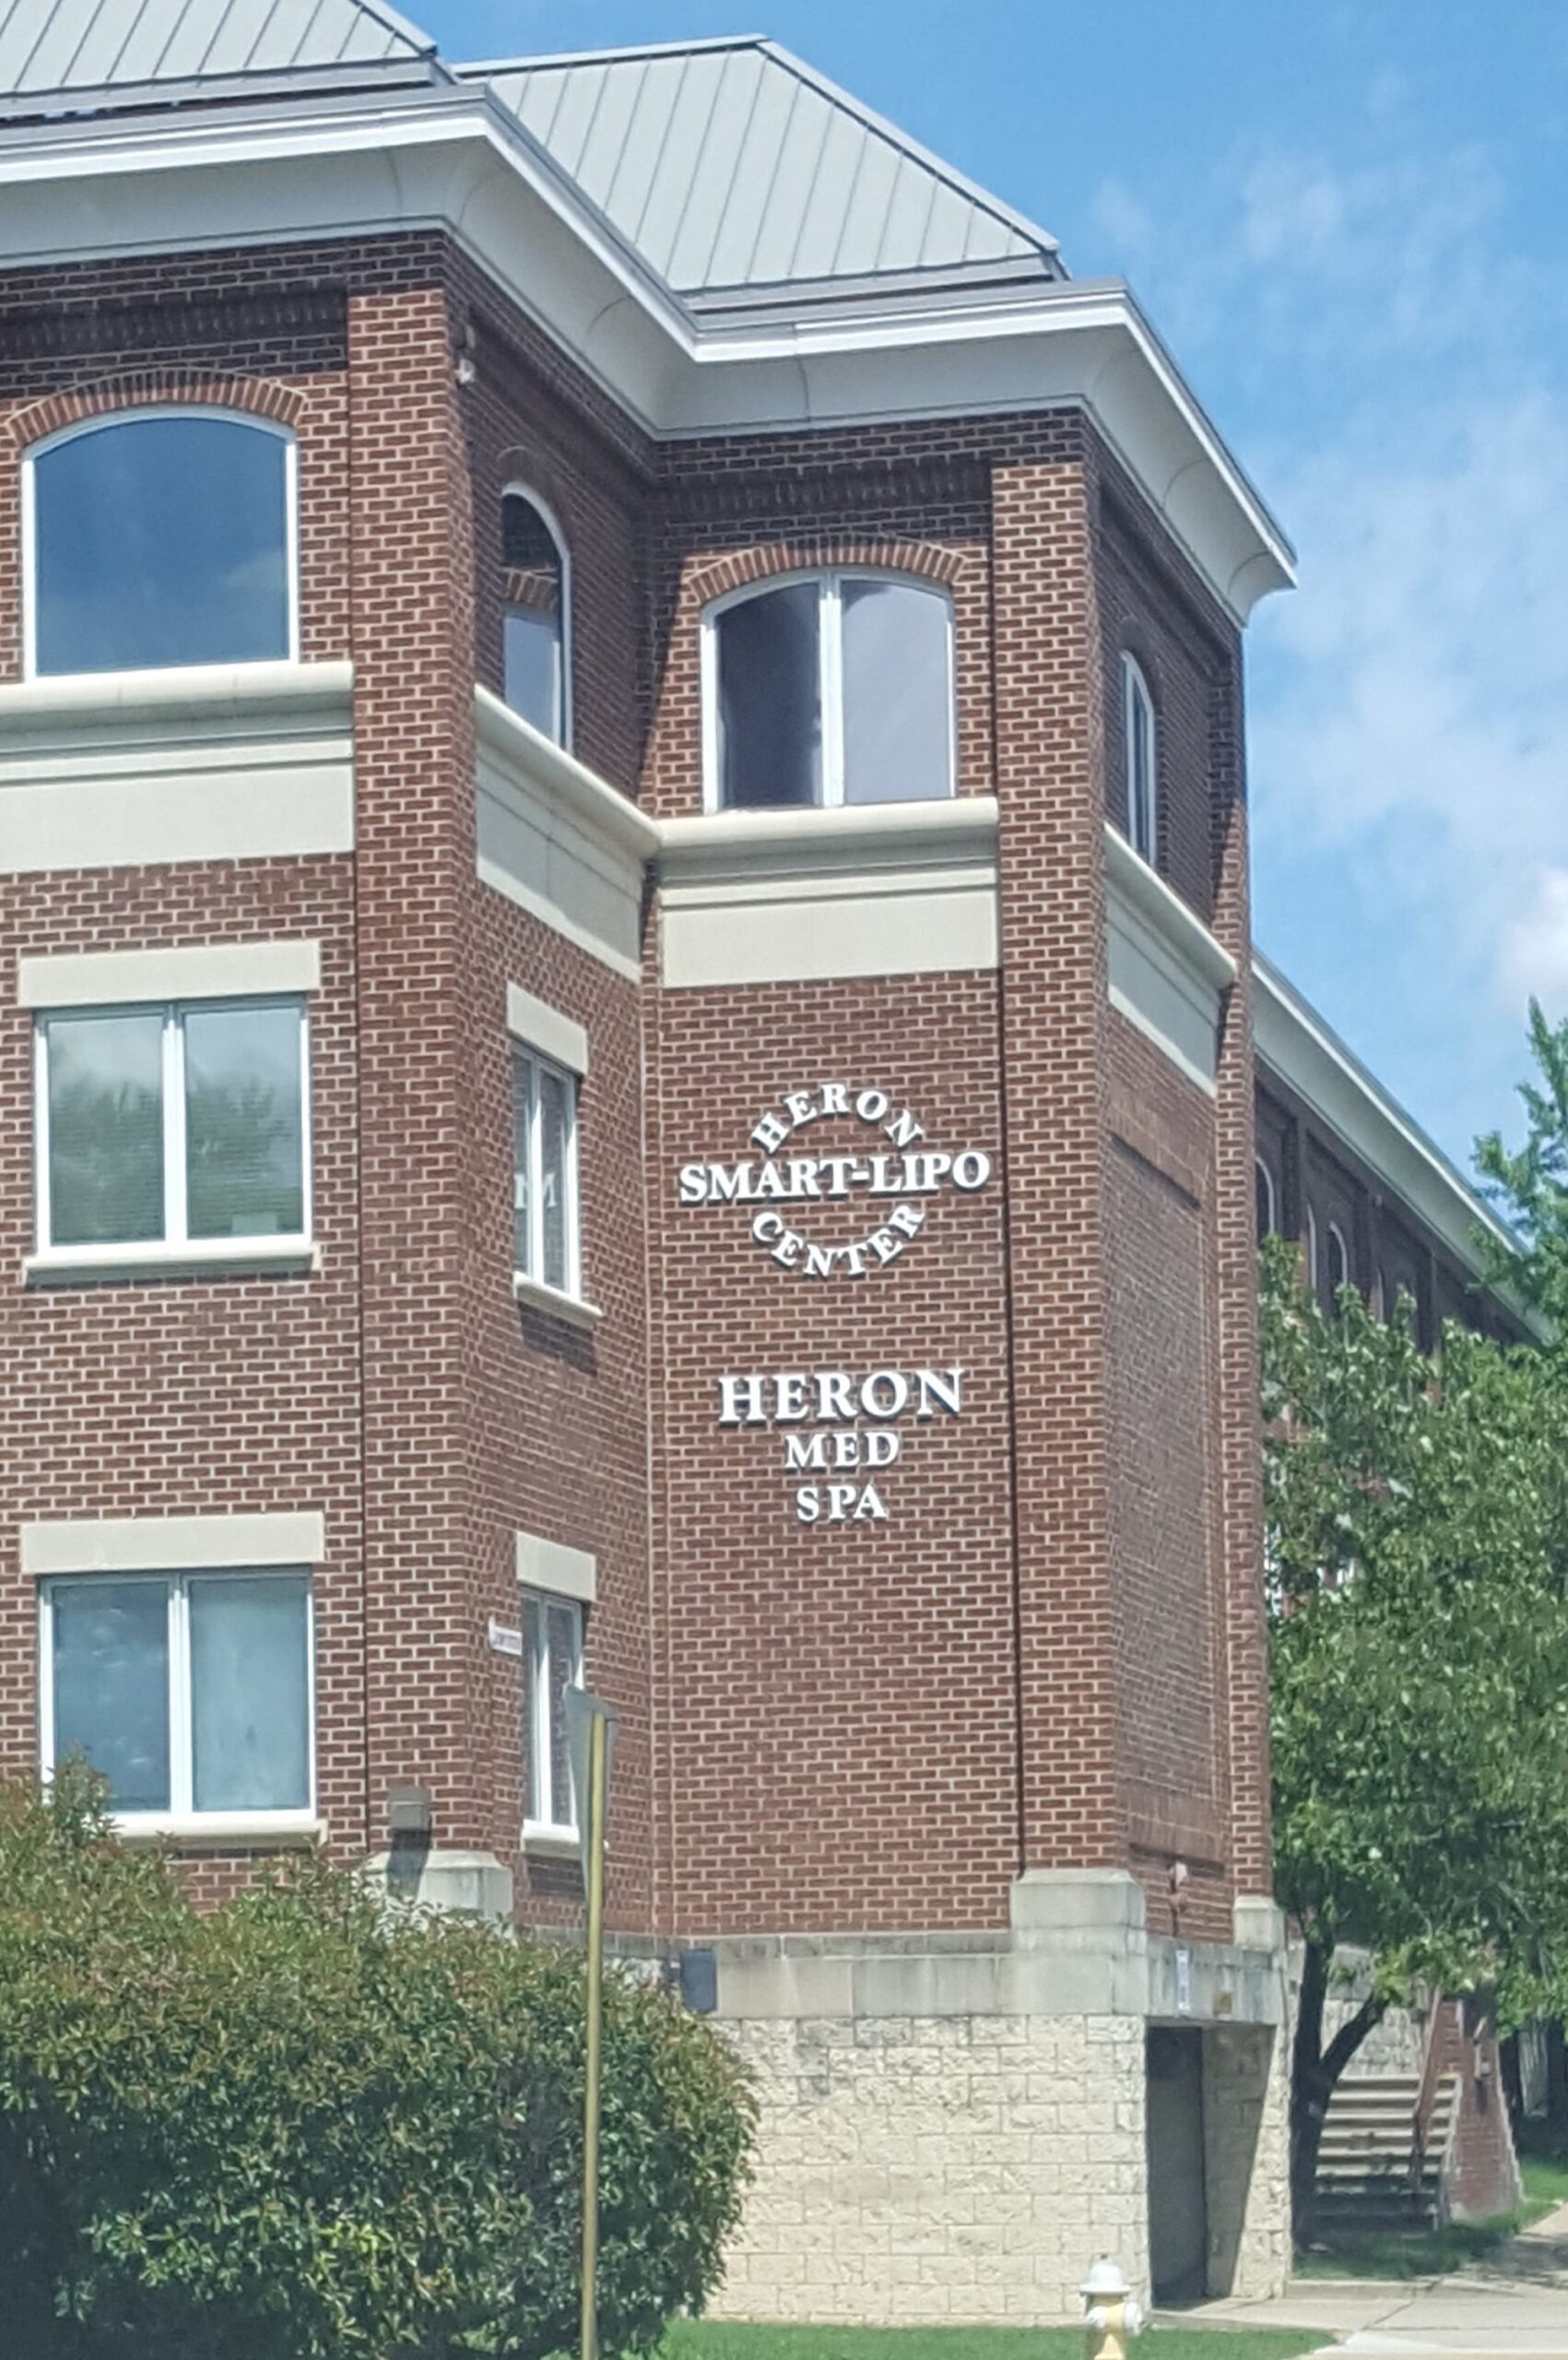 HERON
SMART-LIPO
CENTER
HERON
MED
SPA